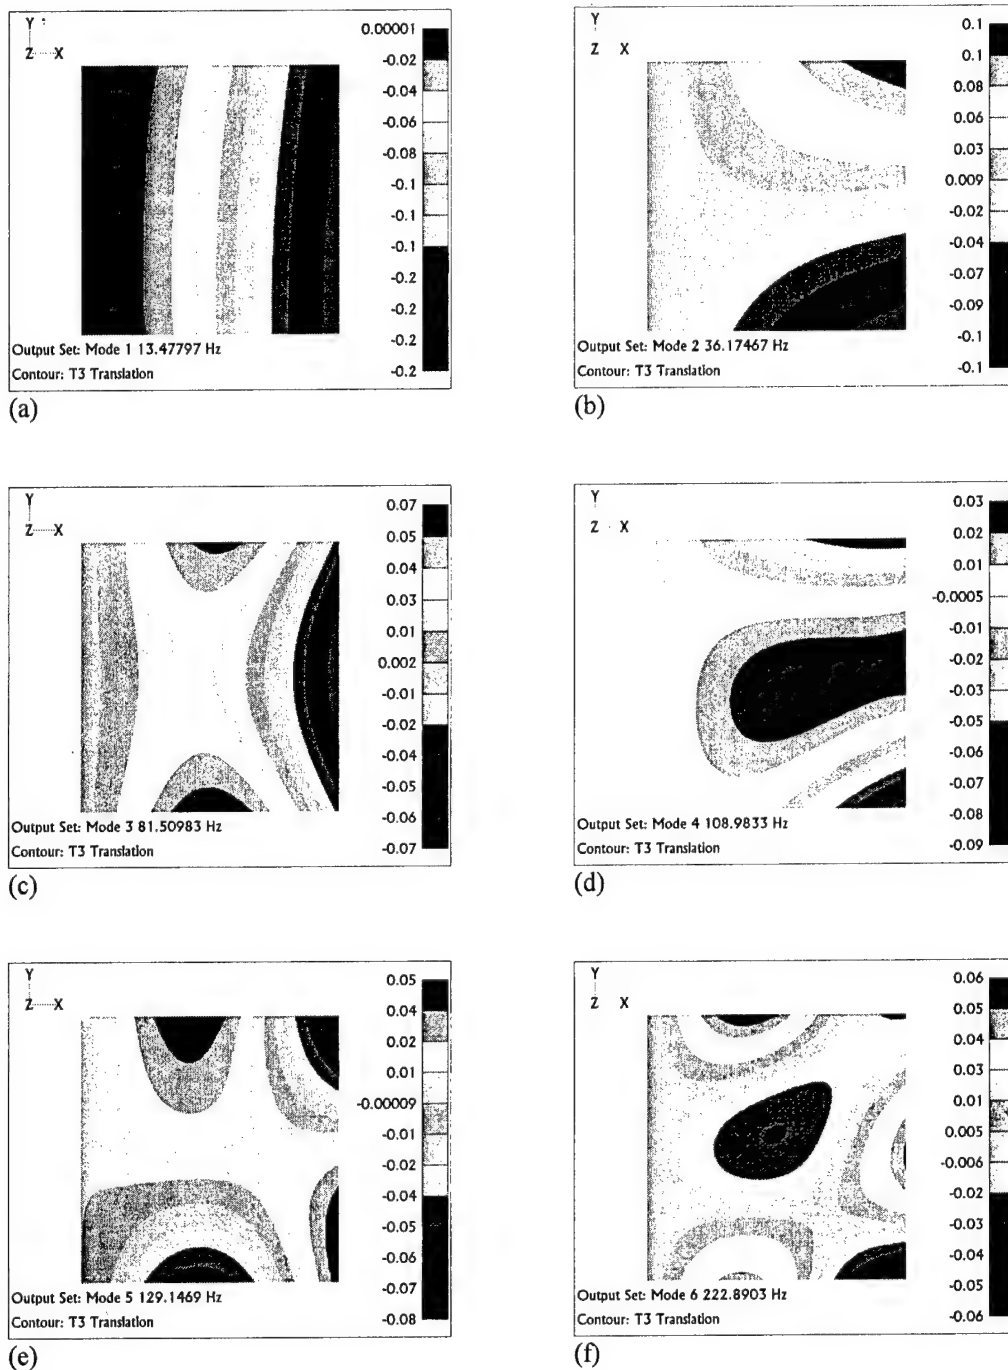 Y
Z X
0.00001
-0.02
-0.04
-0.06
-0.08
-0.1
-0.1
-0.1
-0.2
-0.2
-0.2
-0.2
Output Set: Mode 1 13.47797 Hz
Contour: T3 Translation
(a)
Y
Z X
0.1
0.1
0.08
0.06
0.03
0.009
-0.02
-0.04
-0.07
-0.09
-0.1
-0.1
Output Set: Mode 2 36.17467 Hz
Contour: T3 Translation
(b)
Y
Z X
0.07
0.05
0.04
0.03
0.01
0.002
-0.01
-0.02
-0.04
-0.05
-0.06
-0.07
Output Set: Mode 3 81.50983 Hz
Contour: T3 Translation
(c)
Y
Z X
0.03
0.02
0.01
-0.0005
-0.01
-0.02
-0.03
-0.05
-0.06
-0.07
-0.08
-0.09
Output Set: Mode 4 108.9833 Hz
Contour: T3 Translation
(d)
Y
Z X
0.05
0.04
0.02
0.01
-0.00009
-0.01
-0.02
-0.04
-0.05
-0.06
-0.07
-0.08
Output Set: Mode 5 129.1469 Hz
Contour: T3 Translation
(e)
Y
Z X
0.06
0.05
0.04
0.03
0.01
0.005
-0.006
-0.02
-0.03
-0.04
-0.05
-0.06
Output Set: Mode 6 222.8903 Hz
Contour: T3 Translation
(f)